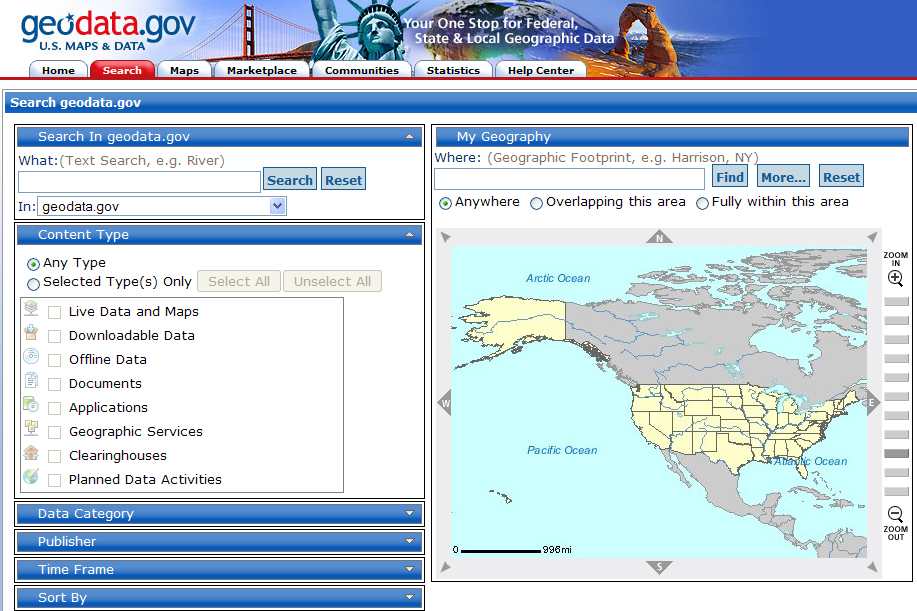 geodata.gov
U.S. MAPS & DATA
Your One Stop for Federal,
State & Local Geographic Data
Home Search Maps Marketplace Communities Statistics Help Center
Search geodata.gov
Search In geodata.gov
What:(Text Search, e.g. River)
Search Reset
In: geodata.gov
Content Type
Any Type
Selected Type(s) Only Select All Unselect All
Live Data and Maps
Downloadable Data
Offline Data
Documents
Applications
Geographic Services
Clearinghouses
Planned Data Activities
Data Category
Publisher
Time Frame
Sort By
My Geography
Where: (Geographic Footprint, e.g. Harrison, NY)
Find More... Reset
Anywhere Overlapping this area Fully within this area
N
Arctic Ocean
W
E
Pacific Ocean
Atlantic Ocean
0 996mi
S
ZOOM
IN
ZOOM
OUT